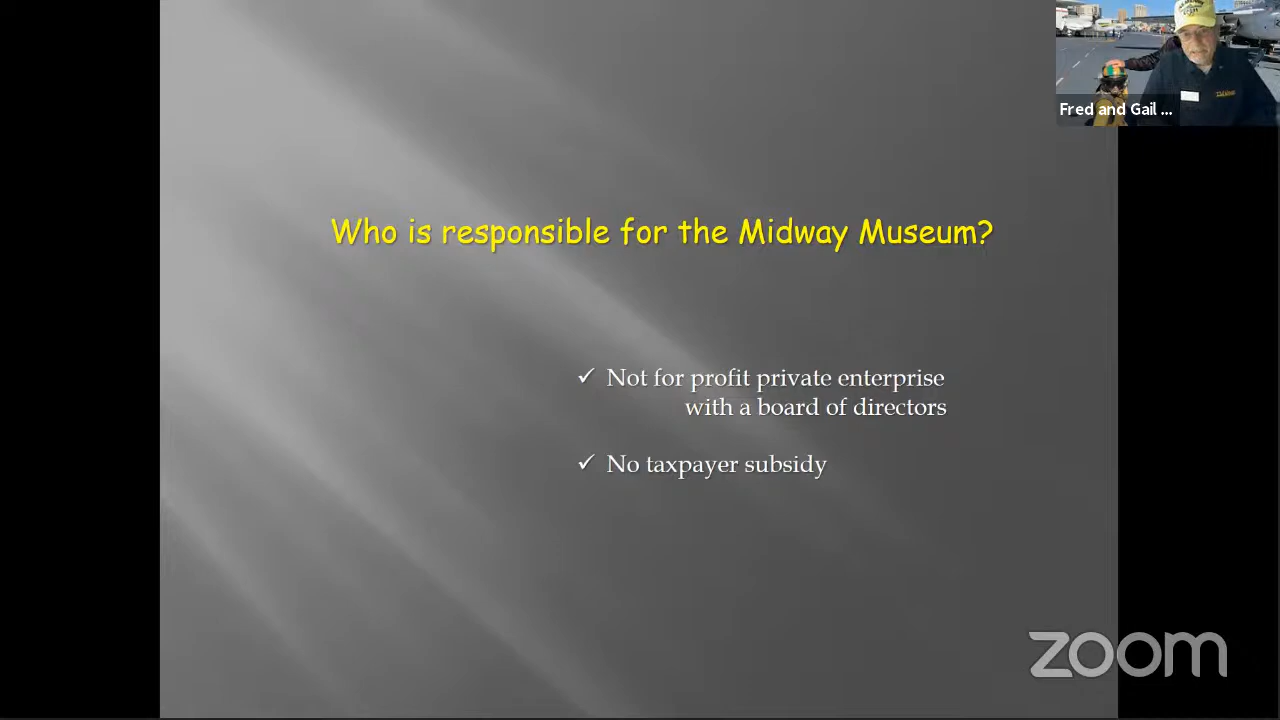 Fred and Gail ...
Who is responsible for the Midway Museum?
✓ Not for profit private enterprise
with a board of directors
✓ No taxpayer subsidy
zoom